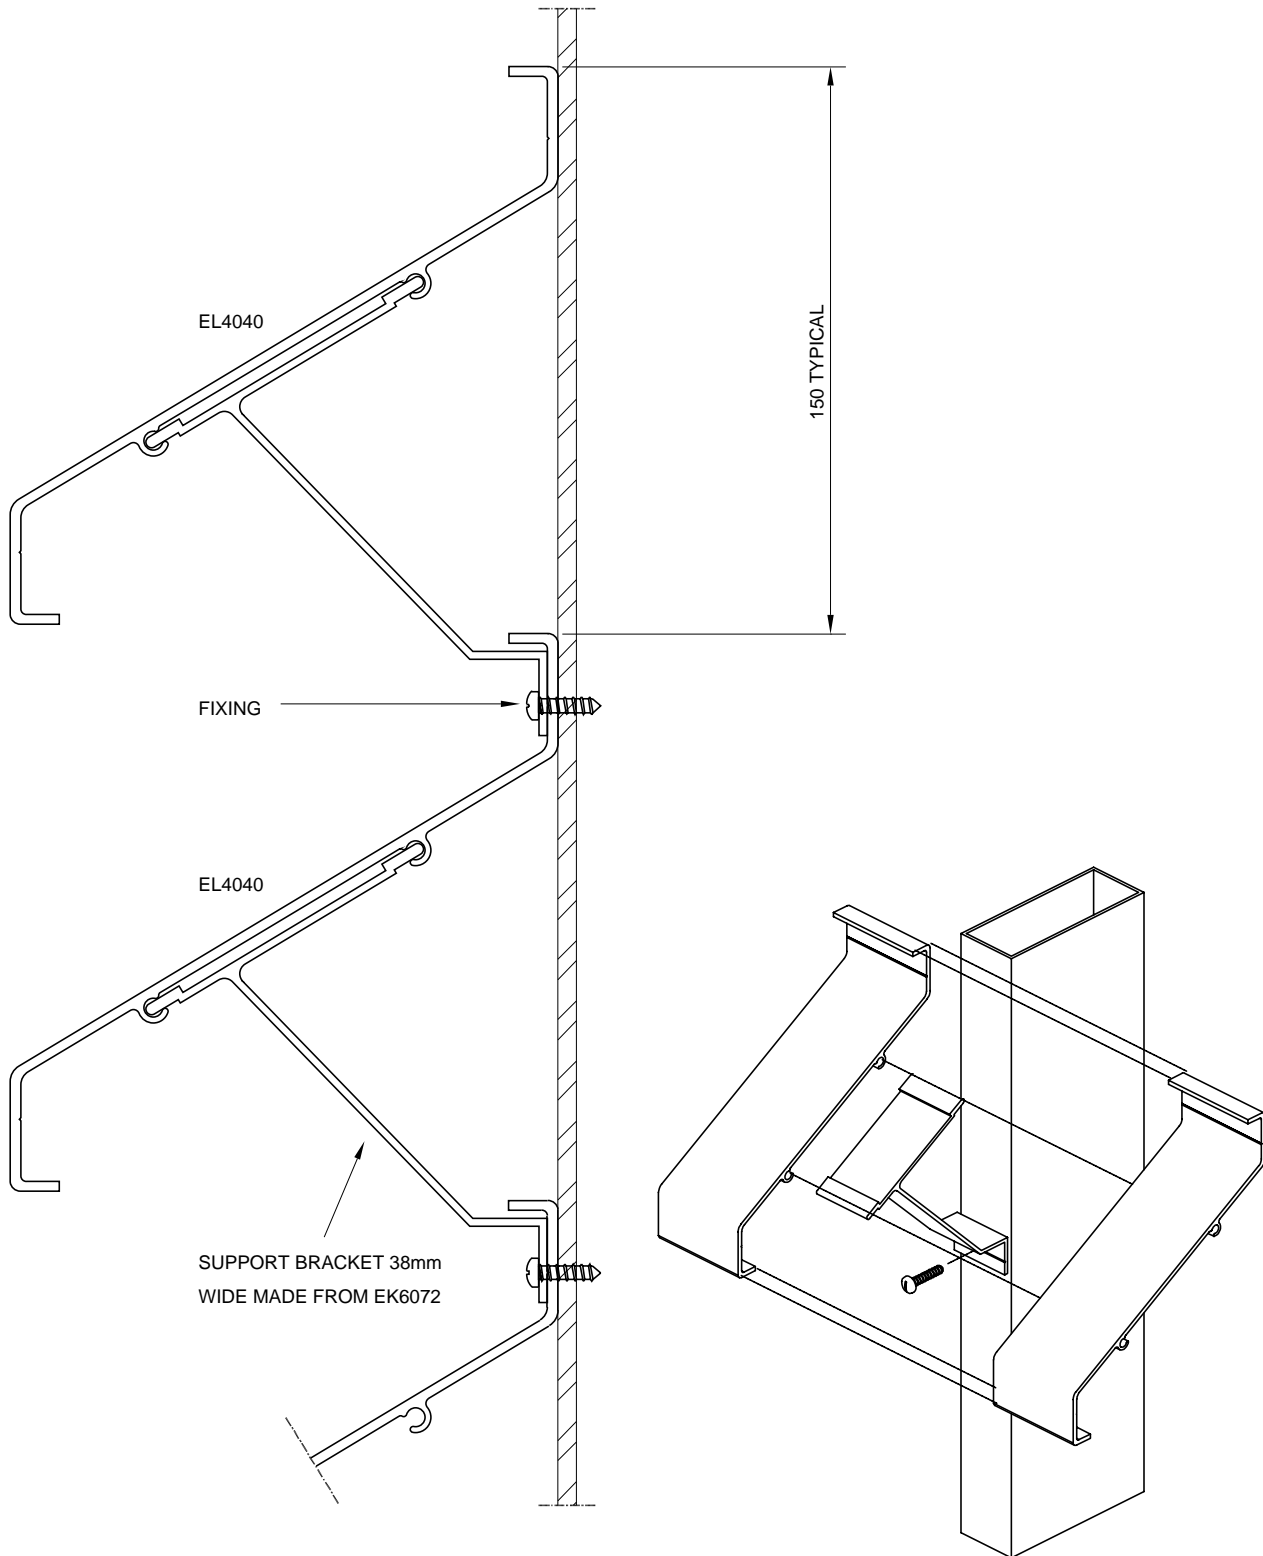 EL4040
150 TYPICAL
FIXING
EL4040
SUPPORT BRACKET 38mm
WIDE MADE FROM EK6072